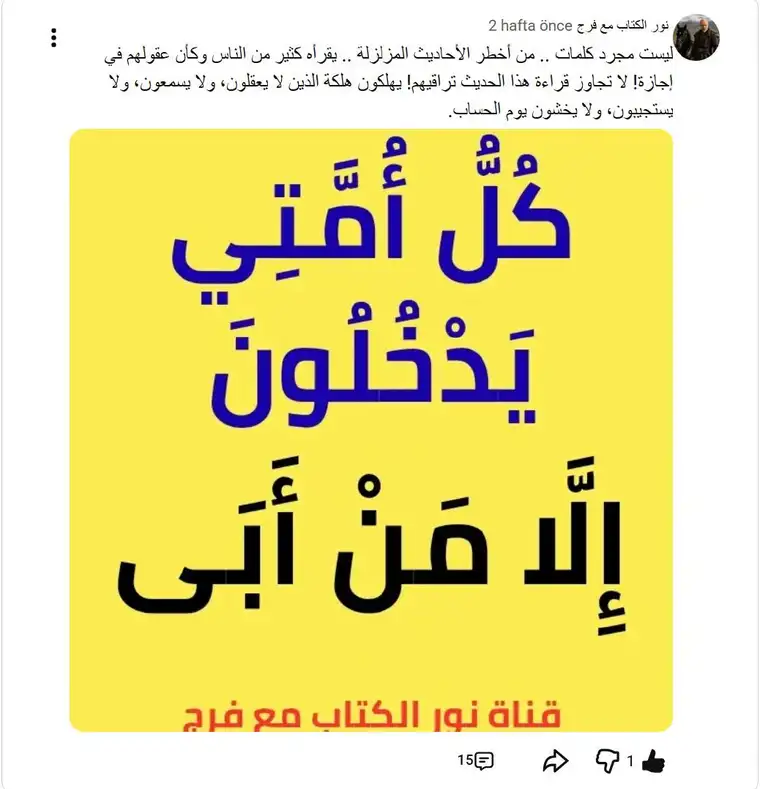 نور الكتاب مع فرج 2 hafta önce
ليست مجرد كلمات .. من أخطر الأحاديث المزلزلة .. يقرأه كثير من الناس وكأن عقولهم في
إجازة! لا تجاوز قراءة هذا الحديث تراقيهم! يهلكون هلكة الذين لا يعقلون، ولا يسمعون، ولا
يستجيبون، ولا يخشون يوم الحساب.
كُلُّ أُمَّتِي
يَدْخُلُونَ
إِلَّا مَنْ أَبَى
قناة نور الكتاب مع فرج
15 1